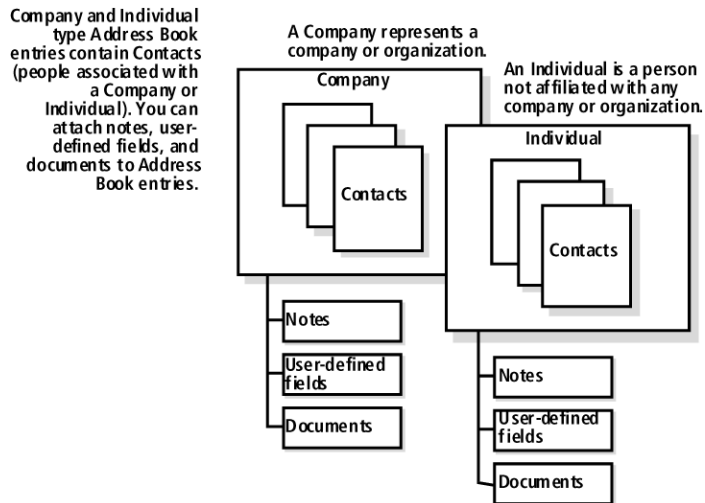 Company and Individual
type Address Book
entries contain Contacts
(people associated with
a Company or
Individual). You can
attach notes, user-
defined fields, and
documents to Address
Book entries.
A Company represents a
company or organization.
An Individual is a person
not affiliated with any
company or organization.
Company
Contacts
Notes
User-defined
fields
Documents
Individual
Contacts
Notes
User-defined
fields
Documents